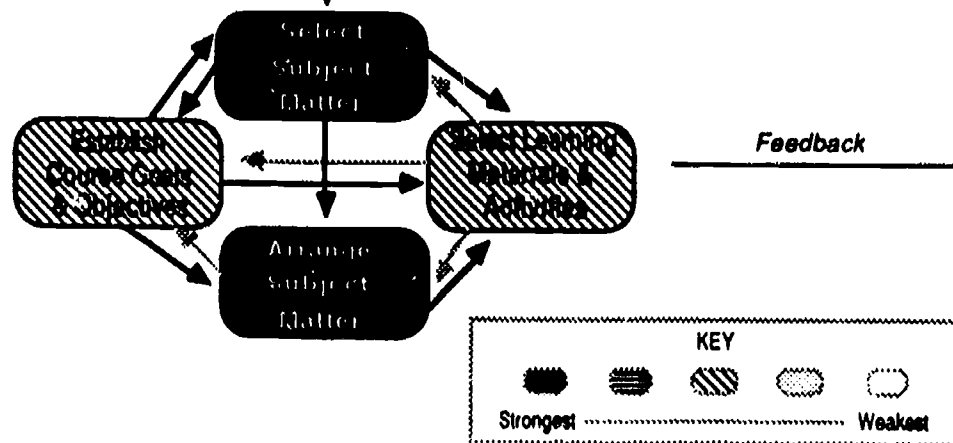 Select
Subject
Matter
Establish
Course Goals
& Objectives
Select Learning
Materials &
Activities
Feedback
Arrange
Subject
Matter
KEY
Strongest
Weakest